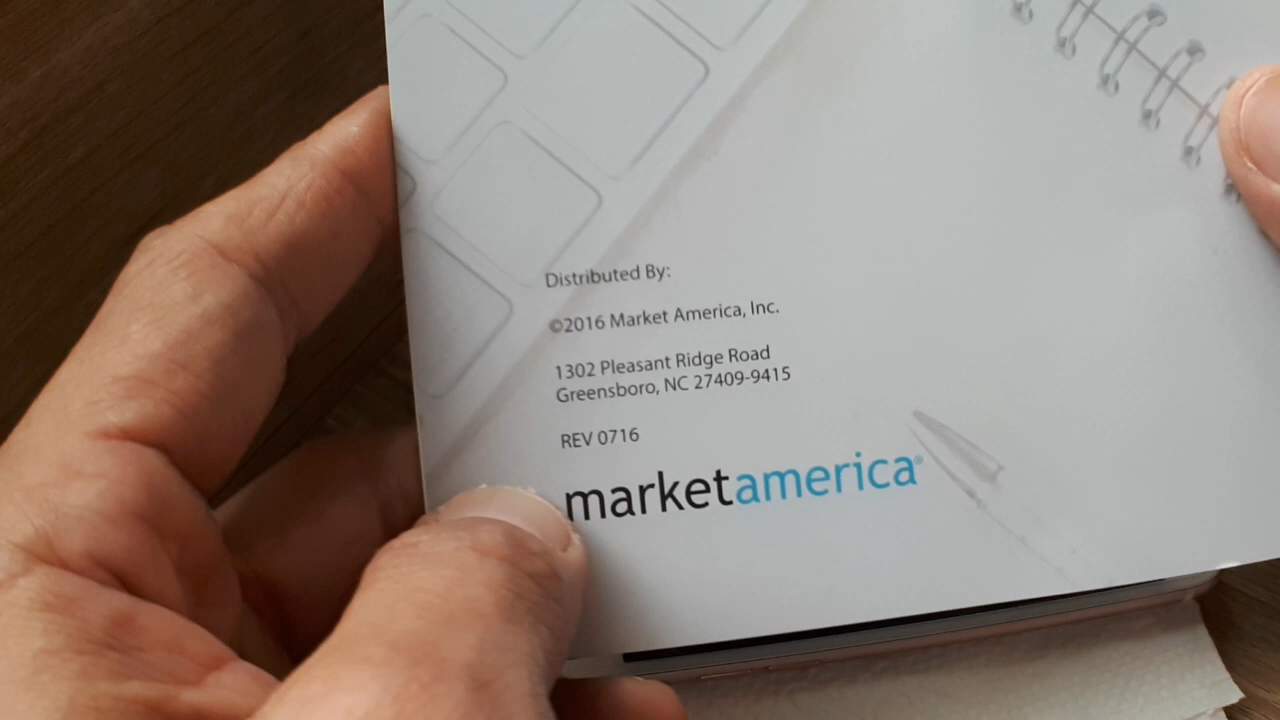 Distributed By:
©2016 Market America, Inc.
1302 Pleasant Ridge Road
Greensboro, NC 27409-9415
REV 0716
marketamerica®